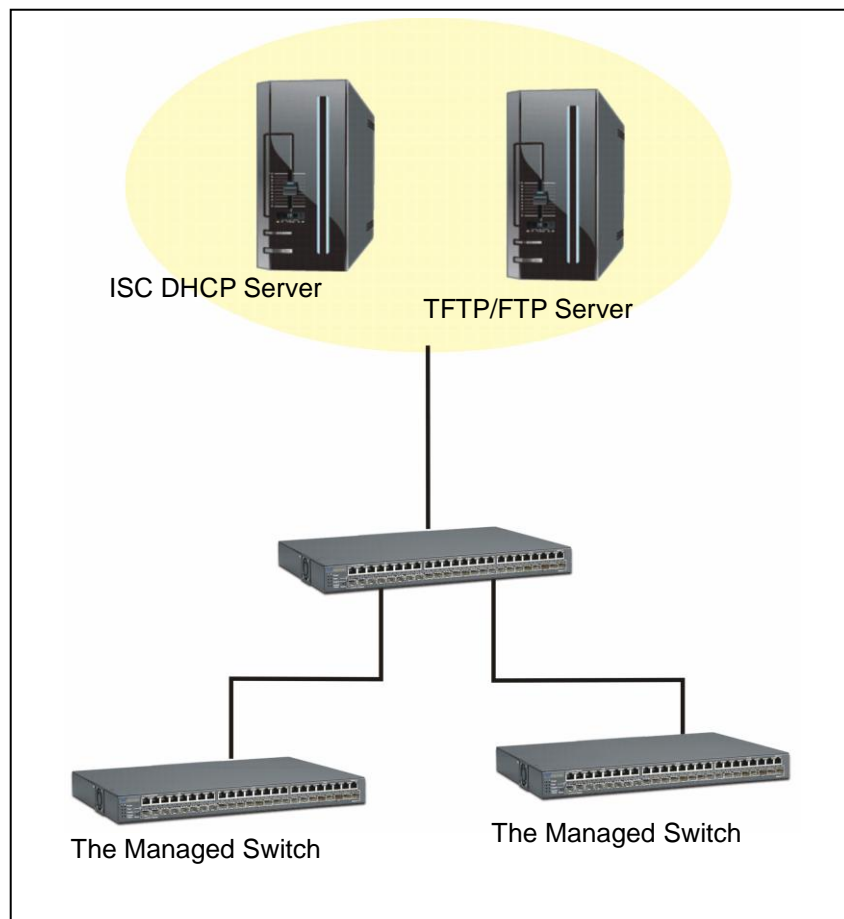 ISC DHCP Server
TFTP/FTP Server
The Managed Switch
The Managed Switch